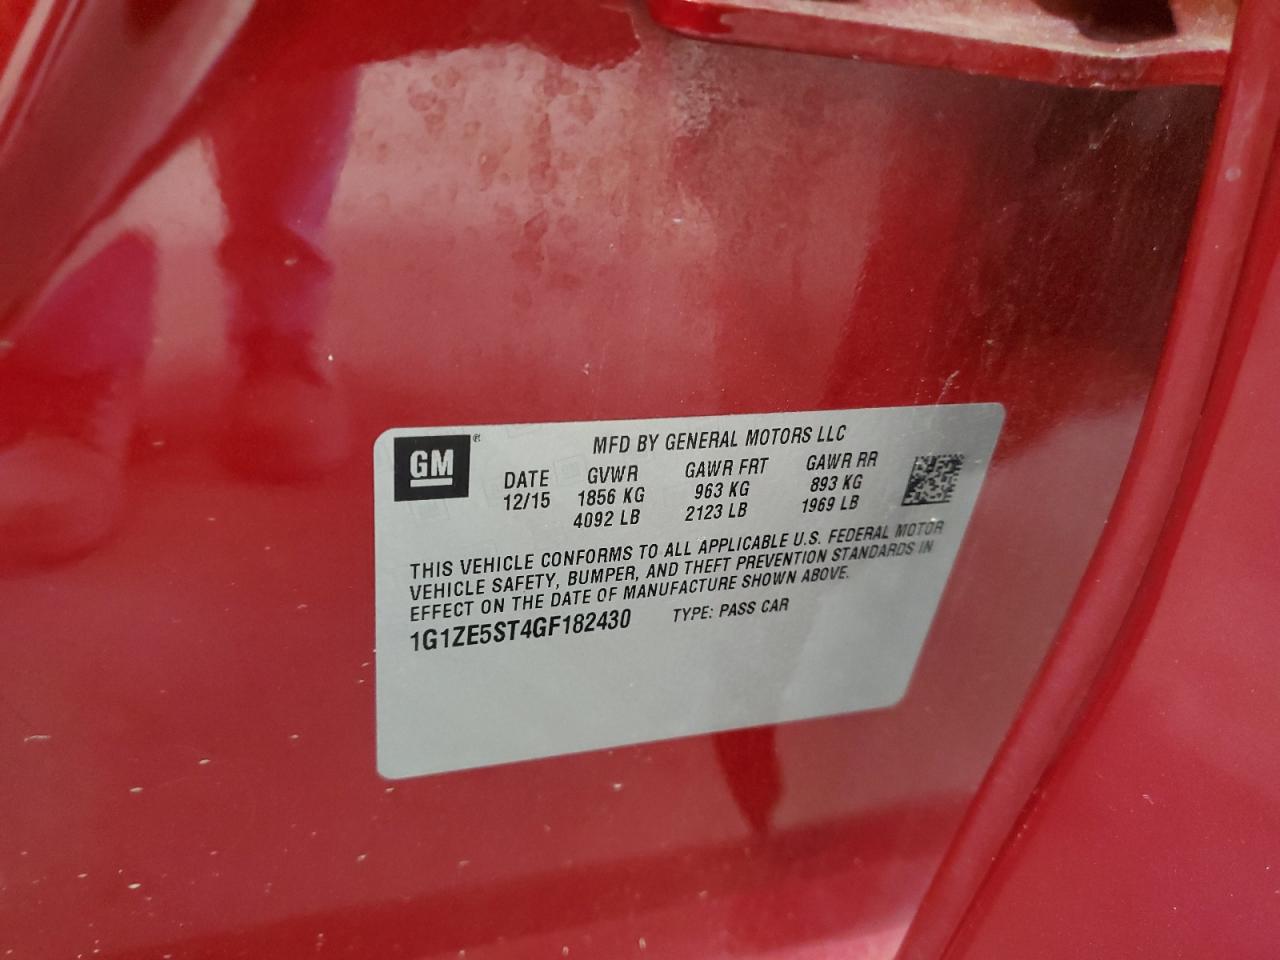 GM®
MFD BY GENERAL MOTORS LLC
DATE GVWR GAWR FRT GAWR RR
12/15 1856 KG 963 KG 893 KG
4092 LB 2123 LB 1969 LB
THIS VEHICLE CONFORMS TO ALL APPLICABLE U.S. FEDERAL MOTOR
VEHICLE SAFETY, BUMPER, AND THEFT PREVENTION STANDARDS IN
EFFECT ON THE DATE OF MANUFACTURE SHOWN ABOVE.
1G1ZE5ST4GF182430 TYPE: PASS CAR